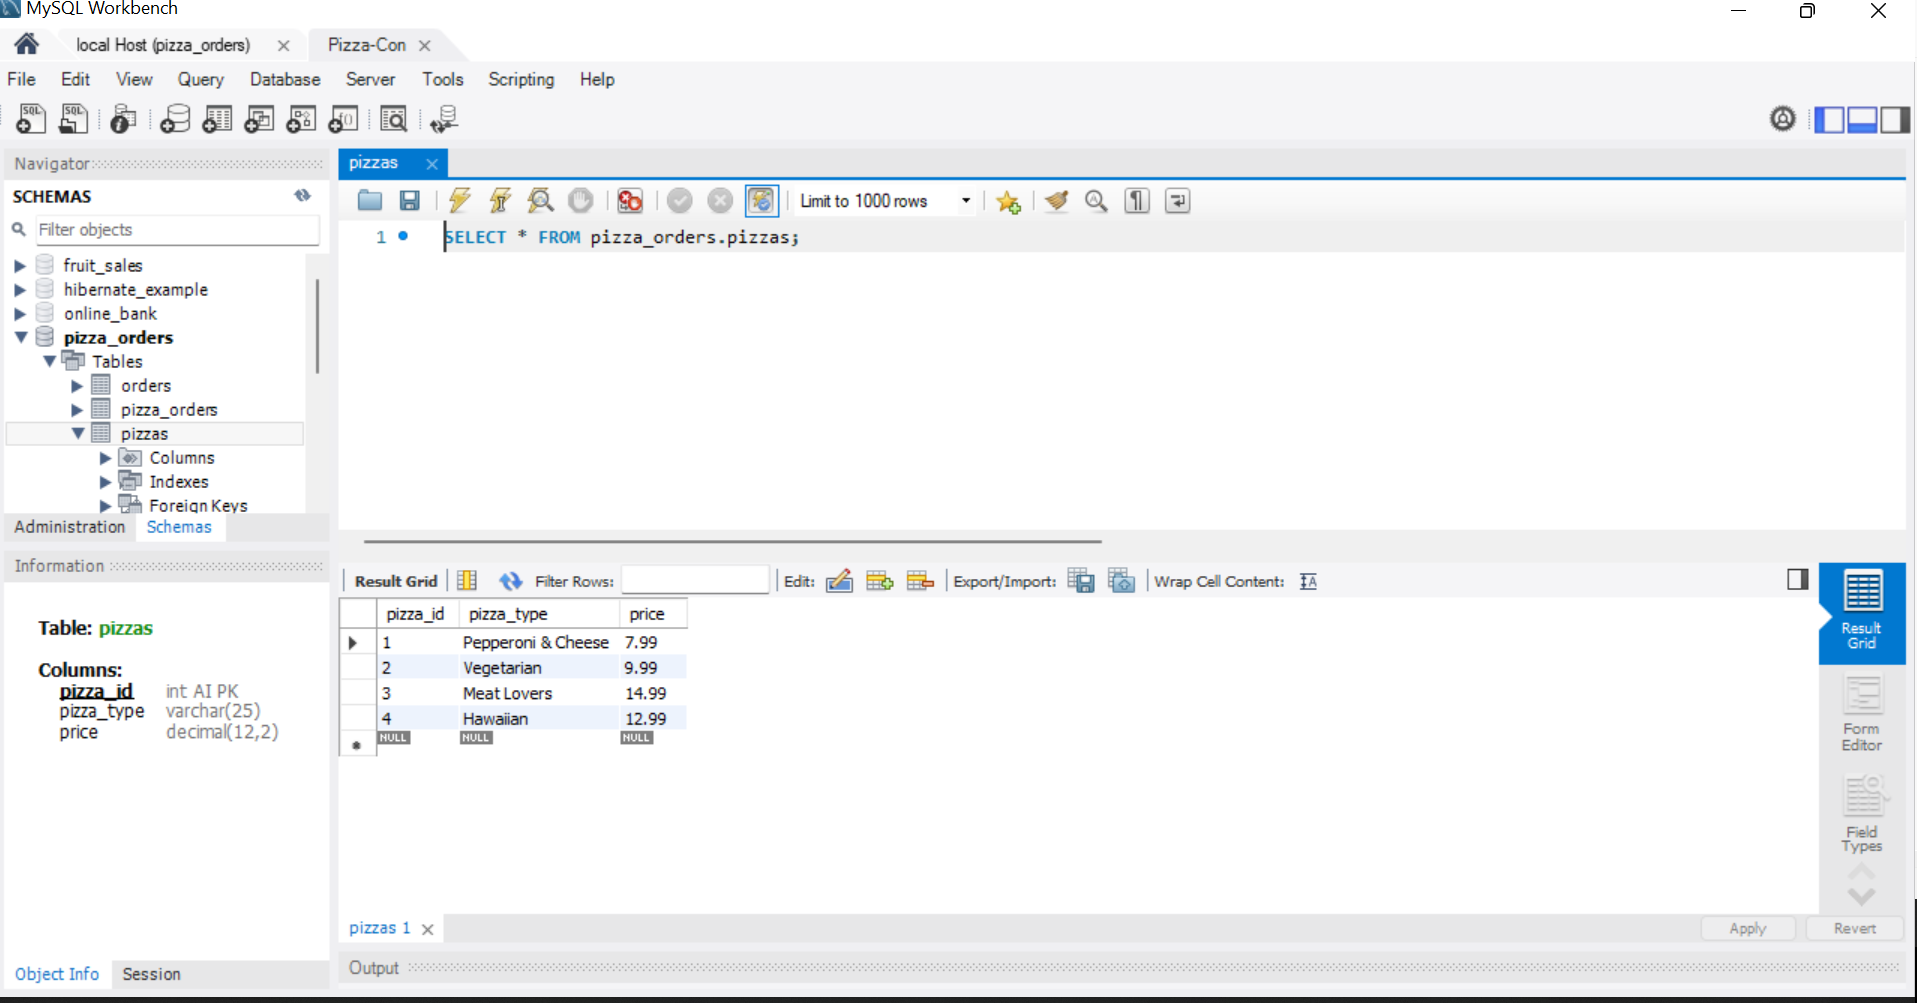 MySQL Workbench
local Host (pizza_orders)
Pizza-Con
File Edit View Query Database Server Tools Scripting Help
Navigator
SCHEMAS
Filter objects
fruit_sales
hibernate_example
online_bank
pizza_orders
Tables
orders
pizza_orders
pizzas
Columns
Indexes
Foreign Keys
Administration Schemas
Information
Table: pizzas
Columns:
pizza_id int AI PK
pizza_type varchar(25)
price decimal(12,2)
Object Info Session
pizzas
Limit to 1000 rows
1 SELECT * FROM pizza_orders.pizzas;
Result Grid Filter Rows: Edit: Export/Import: Wrap Cell Content:
pizza_id pizza_type price
1 Pepperoni & Cheese 7.99
2 Vegetarian 9.99
3 Meat Lovers 14.99
4 Hawaiian 12.99
NULL NULL NULL
Result
Grid
Form
Editor
Field
Types
pizzas 1
Apply Revert
Output